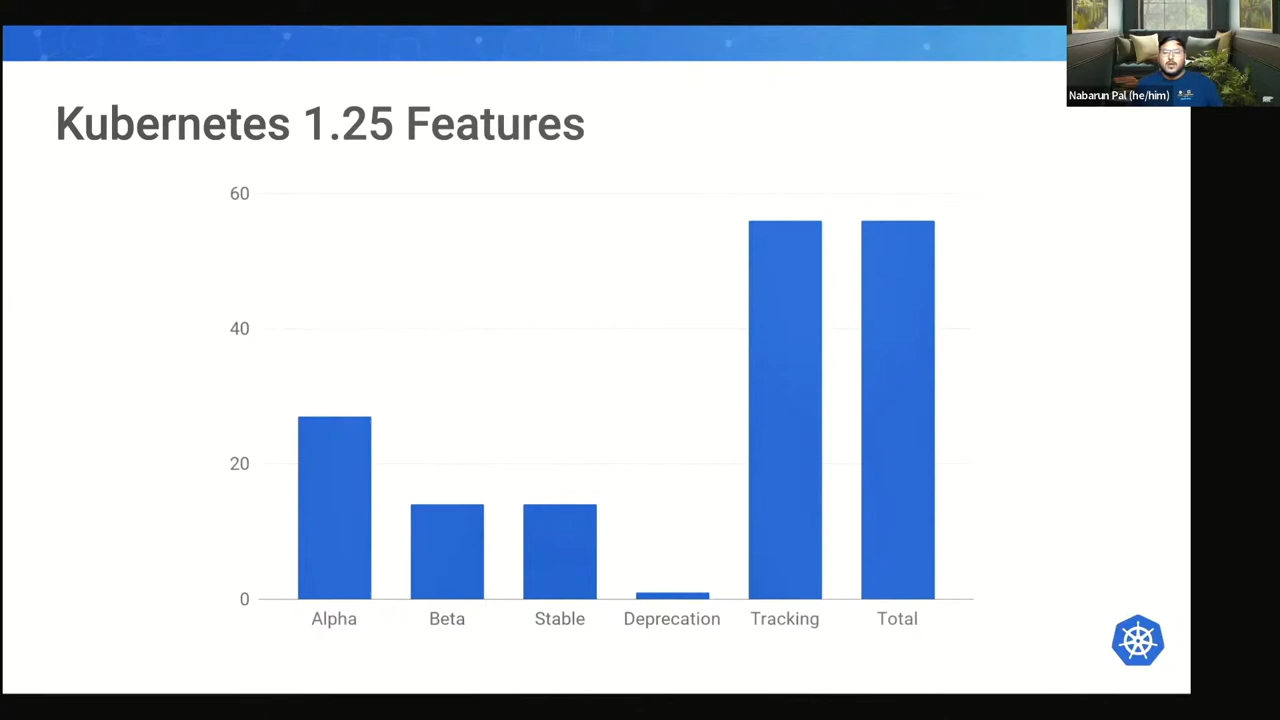 Nabarun Pal (he/him)
Kubernetes 1.25 Features
60
40
20
0
Alpha
Beta
Stable
Deprecation
Tracking
Total